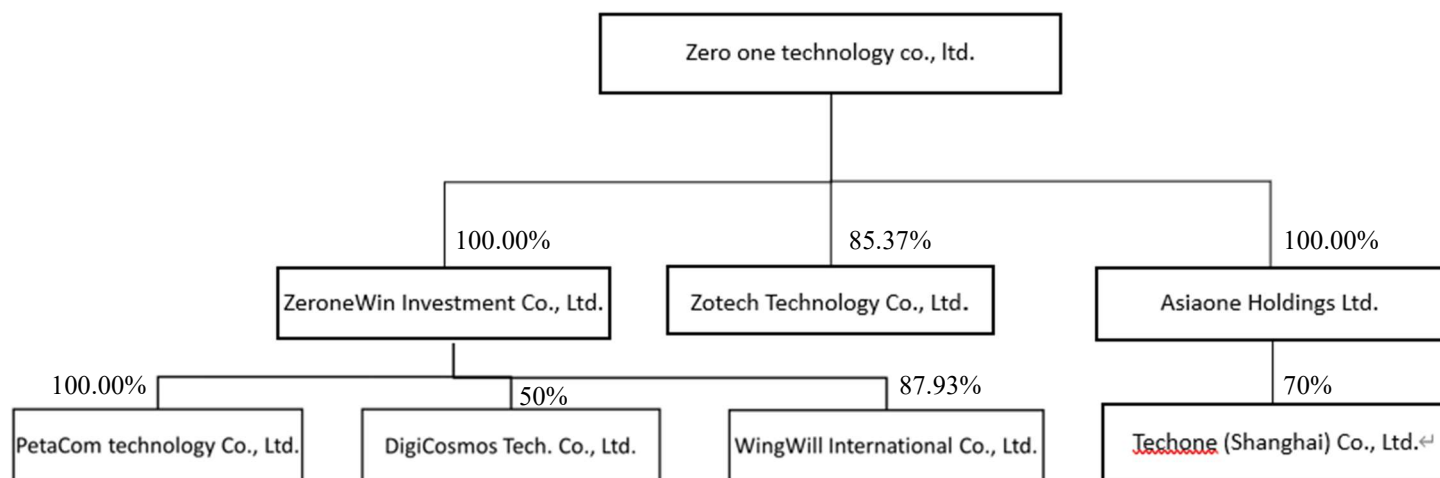 Zero one technology co., ltd.
100.00%
85.37%
100.00%
ZeroneWin Investment Co., Ltd.
Zotech Technology Co., Ltd.
Asiaone Holdings Ltd.
100.00%
50%
87.93%
70%
PetaCom technology Co., Ltd.
DigiCosmos Tech. Co., Ltd.
WingWill International Co., Ltd.
Techone (Shanghai) Co., Ltd.↵